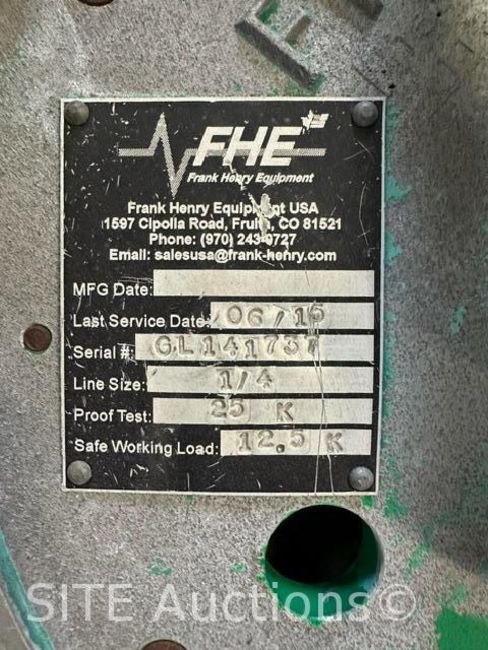 FHE
Frank Henry Equipment
Frank Henry Equipment USA
1597 Cipolla Road, Fruita, CO 81521
Phone: (970) 243-0727
Email: salesusa@frank-henry.com
MFG Date:
Last Service Date: 06/15
Serial #: GL141737
Line Size: 1/4
Proof Test: 25 K
Safe Working Load: 12.5 K
SITE Auctions©